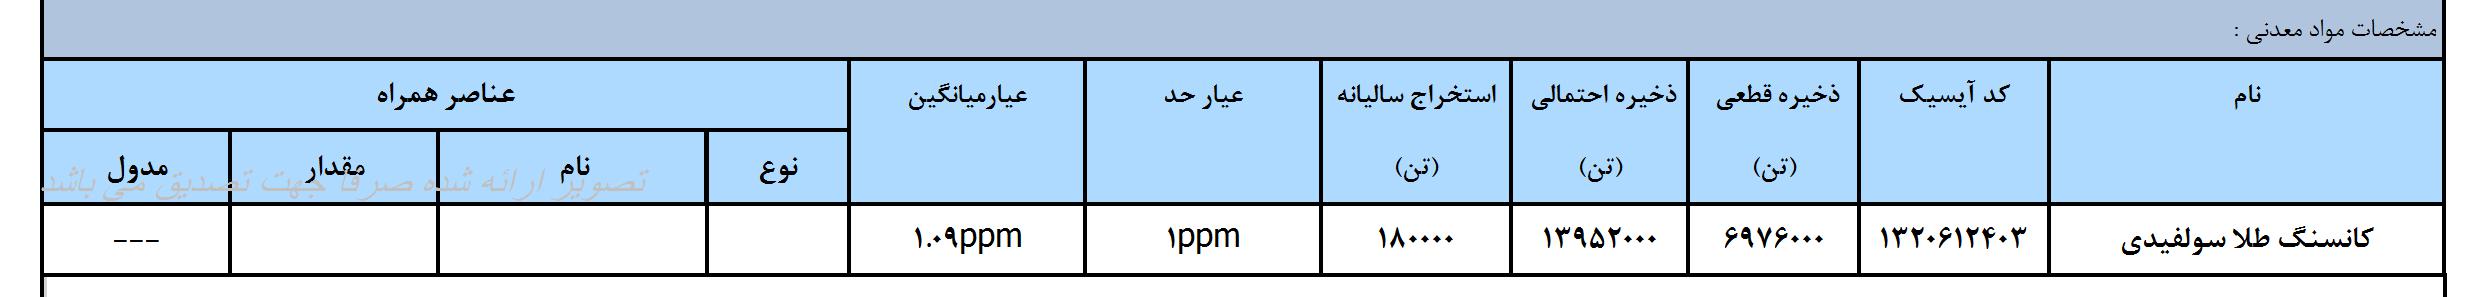 مشخصات مواد معدنی :
نام کد آیسیک ذخیره قطعی ذخیره احتمالی استخراج سالیانه عیار حد عیارمیانگین عناصر همراه
(تن) (تن) (تن) نوع نام مقدار مدول
تصویر ارائه شده صرفا جهت تصدیق می باشد
کانسنگ طلا سولفیدی ۱۳۲۰۶۱۲۴۰۳ ۶۹۷۶۰۰۰ ۱۳۹۵۲۰۰۰ ۱۸۰۰۰۰ ۱ppm ۱.۰۹ppm ---